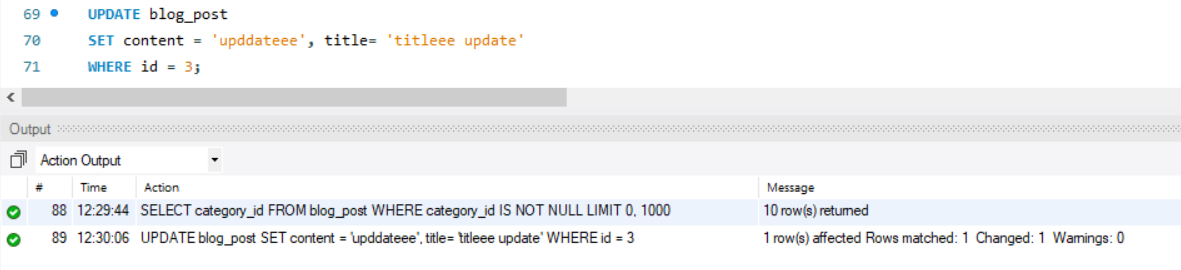 69 UPDATE blog_post
70 SET content = 'upddateee', title= 'titleee update'
71 WHERE id = 3;
Output
Action Output
# Time Action Message
88 12:29:44 SELECT category_id FROM blog_post WHERE category_id IS NOT NULL LIMIT 0, 1000 10 row(s) returned
89 12:30:06 UPDATE blog_post SET content = 'upddateee', title= 'titleee update' WHERE id = 3 1 row(s) affected Rows matched: 1 Changed: 1 Warnings: 0